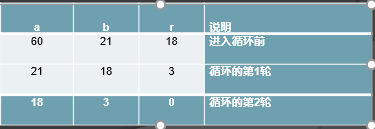 a b r 说明
60 21 18 进入循环前
21 18 3 循环的第1轮
18 3 0 循环的第2轮